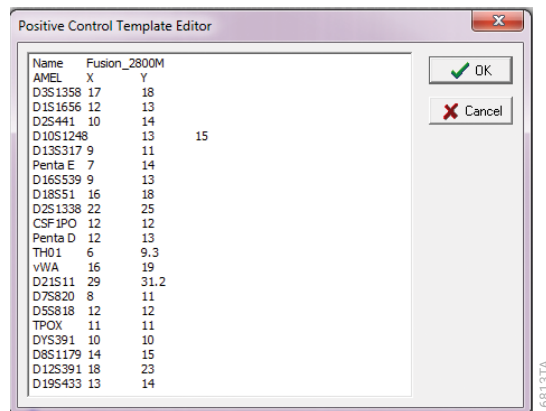 Positive Control Template Editor
Name Fusion_2800M
AMEL X Y
D3S1358 17 18
D1S1656 12 13
D2S441 10 14
D10S1248 13 15
D13S317 9 11
Penta E 7 14
D16S539 9 13
D18S51 16 18
D2S1338 22 25
CSF1PO 12 12
Penta D 12 13
TH01 6 9.3
vWA 16 19
D21S11 29 31.2
D7S820 8 11
D5S818 12 12
TPOX 11 11
DYS391 10 10
D8S1179 14 15
D12S391 18 23
D19S433 13 14
OK
Cancel
6813TA